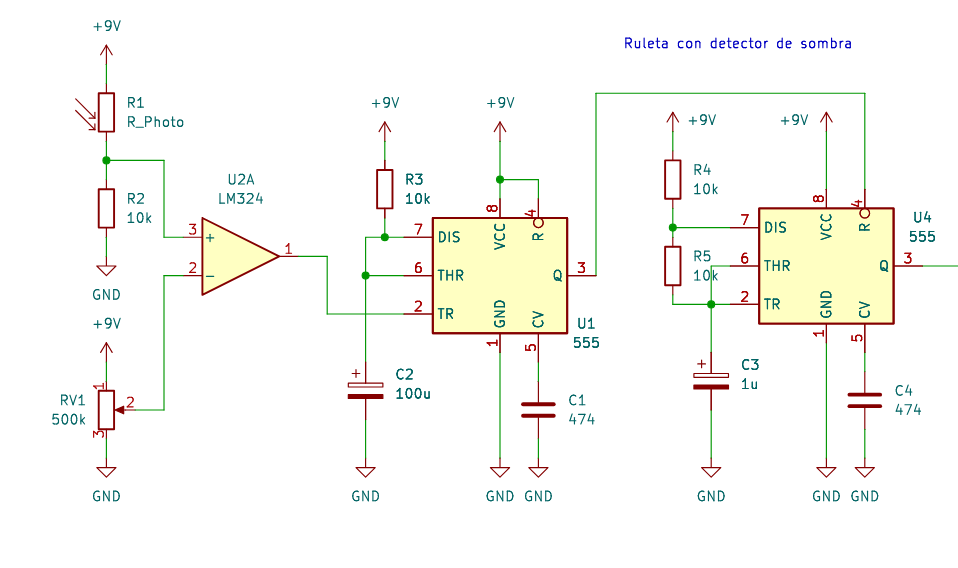 Ruleta con detector de sombra
+9V
R1
R_Photo
R2
10k
GND
+9V
1
RV1
500k
2
3
GND
U2A
LM324
3
+
2
−
1
+9V
R3
10k
+9V
8
4
7
DIS
VCC
R
6
THR
Q
3
2
TR
GND
CV
1
5
U1
555
+
C2
100u
GND
C1
474
GND
GND
+9V
R4
10k
R5
10k
+9V
8
4
7
DIS
VCC
R
U4
555
6
THR
Q
3
2
TR
GND
CV
1
5
+
C3
1u
GND
C4
474
GND
GND